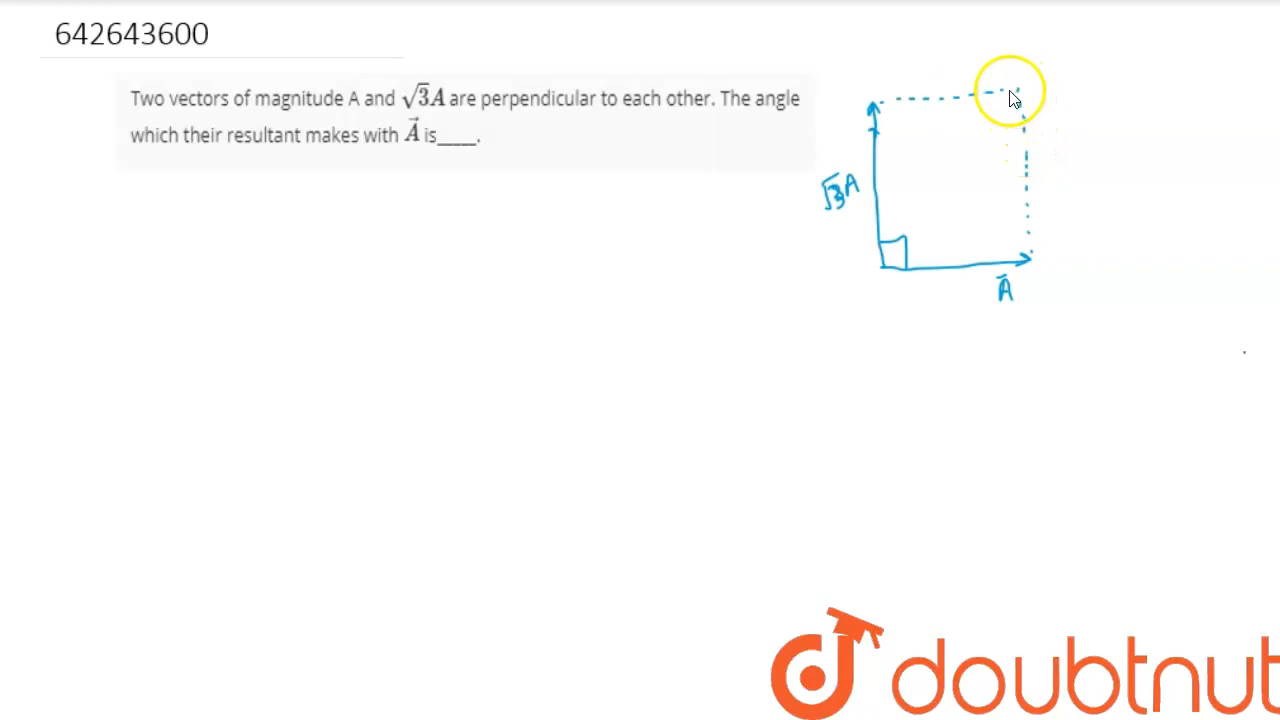 642643600
Two vectors of magnitude A and √3A are perpendicular to each other. The angle
which their resultant makes with A⃗ is____.
√3A
A̅
doubtnut